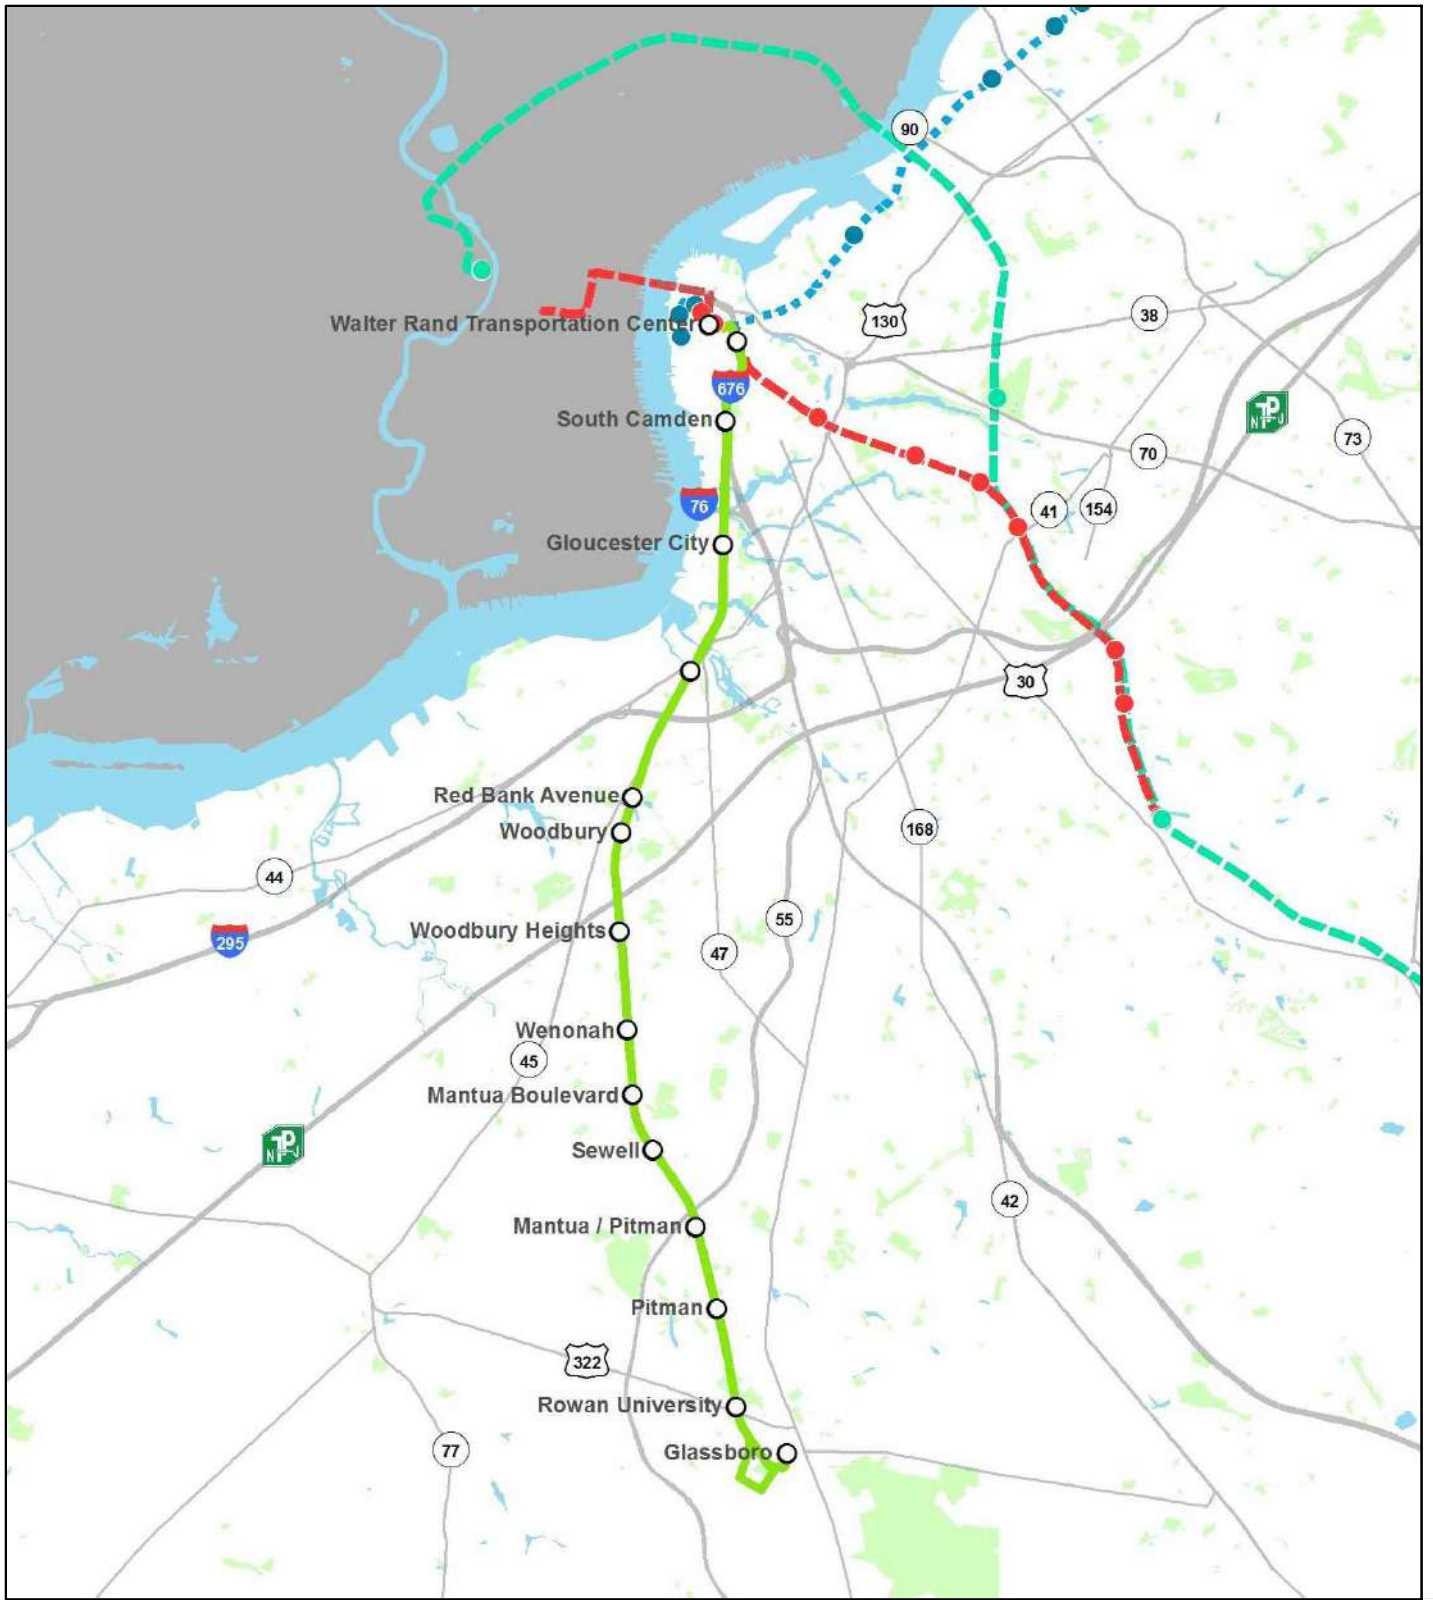 90
Walter Rand Transportation Center
130
38
676
South Camden
NTPJ
73
70
76
41
154
Gloucester City
30
Red Bank Avenue
Woodbury
168
44
55
Woodbury Heights
295
47
Wenonah
45
Mantua Boulevard
NTPJ
Sewell
42
Mantua / Pitman
Pitman
322
Rowan University
77
Glassboro